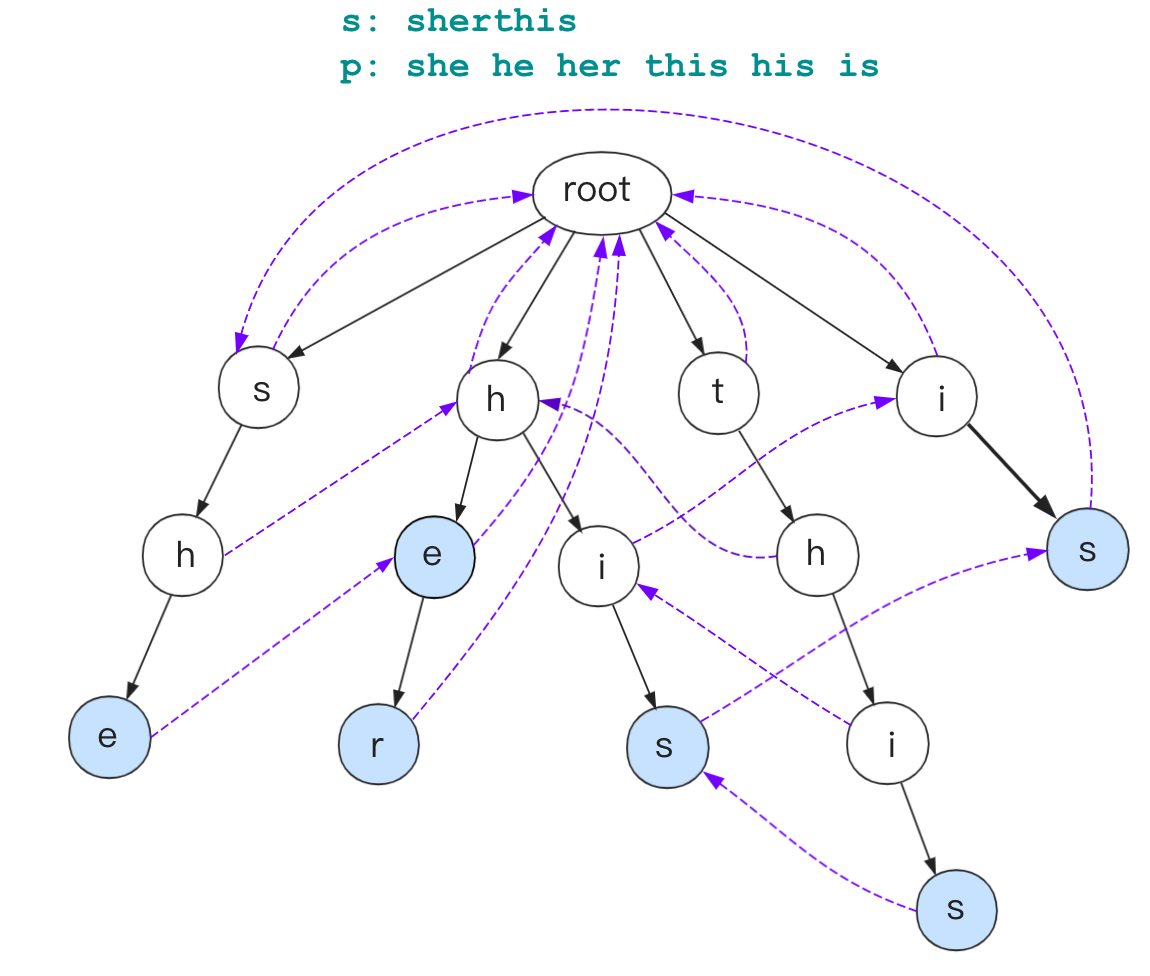 s: sherthis
p: she he her this his is
root
s h t i
h e i h s
e r s i
s